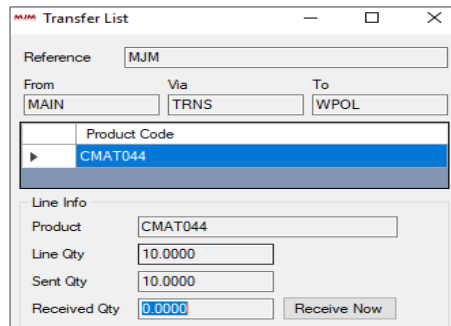 MJM Transfer List
Reference MJM
From Via To
MAIN TRNS WPOL
Product Code
CMAT044
Line Info
Product CMAT044
Line Qty 10.0000
Sent Qty 10.0000
Received Qty 0.0000 Receive Now